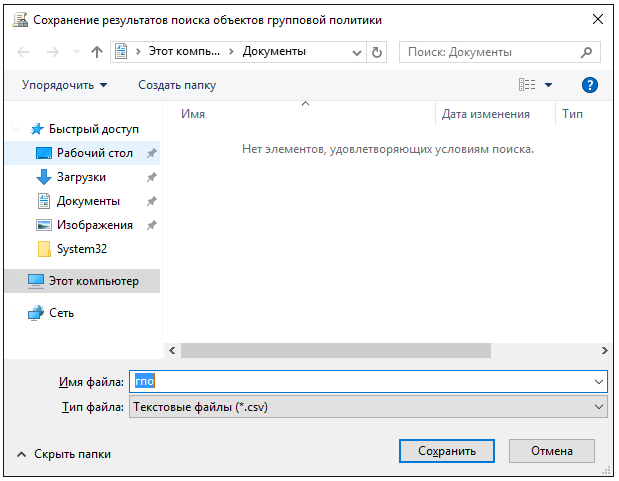 Сохранение результатов поиска объектов групповой политики
Этот компь... Документы Поиск: Документы
Упорядочить Создать папку ?
Имя Дата изменения Тип
Быстрый доступ
Нет элементов, удовлетворяющих условиям поиска.
Рабочий стол
Загрузки
Документы
Изображения
System32
Этот компьютер
Сеть
Имя файла: гпо
Тип файла: Текстовые файлы (*.csv)
Скрыть папки Сохранить Отмена